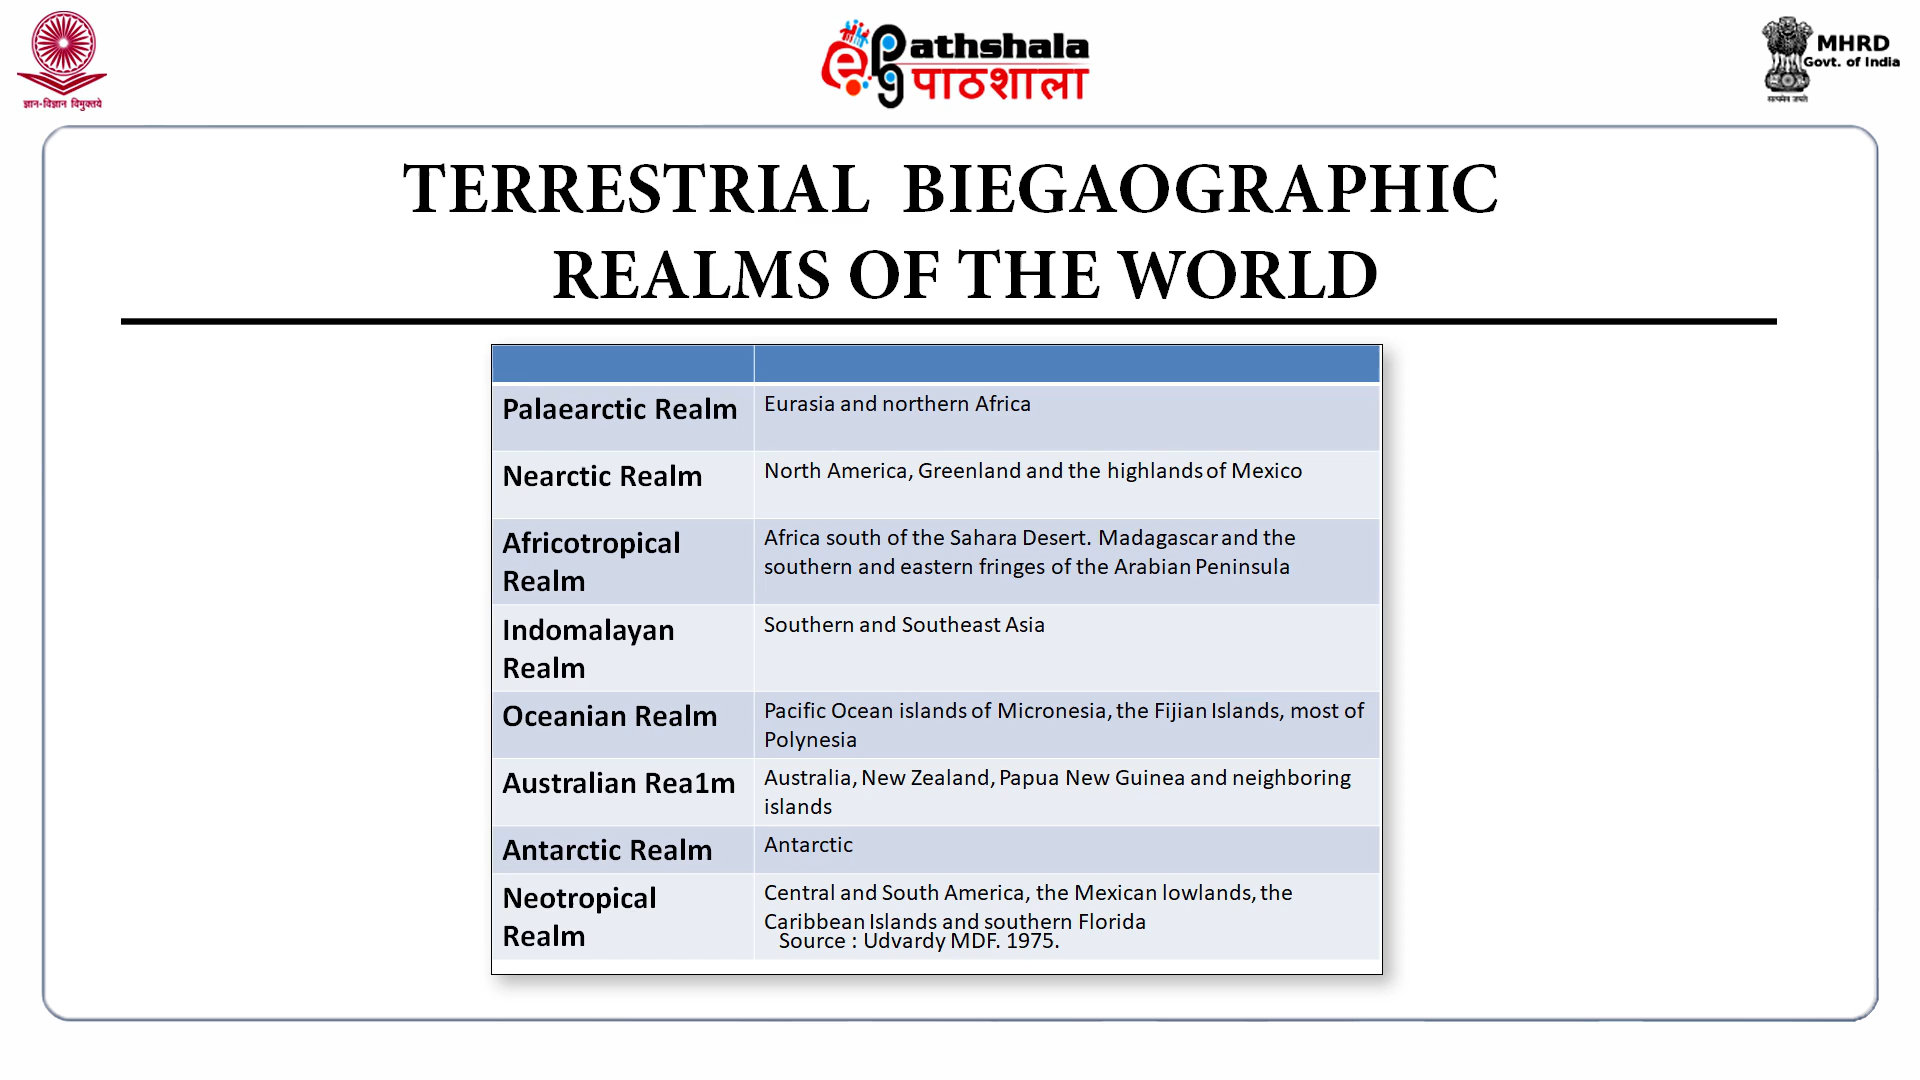 ज्ञान-विज्ञान विमुक्तये
ePathshala
पाठशाला
MHRD
Govt. of India
सत्यमेव जयते
TERRESTRIAL BIEGAOGRAPHIC
REALMS OF THE WORLD
Palaearctic Realm
Eurasia and northern Africa
Nearctic Realm
North America, Greenland and the highlands of Mexico
Africotropical
Realm
Africa south of the Sahara Desert. Madagascar and the
southern and eastern fringes of the Arabian Peninsula
Indomalayan
Realm
Southern and Southeast Asia
Oceanian Realm
Pacific Ocean islands of Micronesia, the Fijian Islands, most of
Polynesia
Australian Rea1m
Australia, New Zealand, Papua New Guinea and neighboring
islands
Antarctic Realm
Antarctic
Neotropical
Realm
Central and South America, the Mexican lowlands, the
Caribbean Islands and southern Florida
Source : Udvardy MDF. 1975.